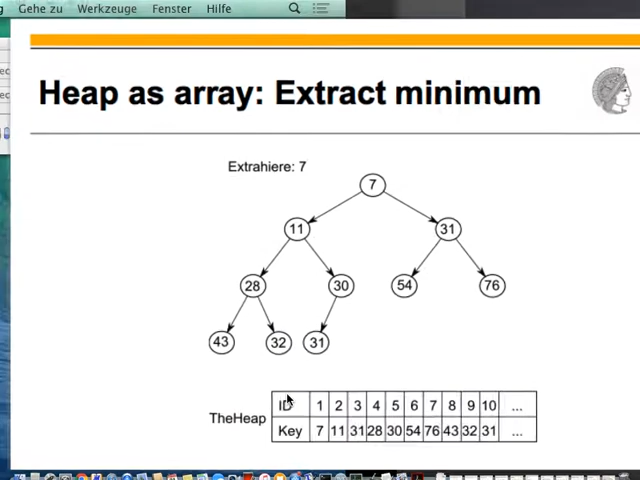 Gehe zu Werkzeuge Fenster Hilfe
Heap as array: Extract minimum
Extrahiere: 7
7
11 31
28 30 54 76
43 32 31
ID 1 2 3 4 5 6 7 8 9 10 ...
TheHeap
Key 7 11 31 28 30 54 76 43 32 31 ...